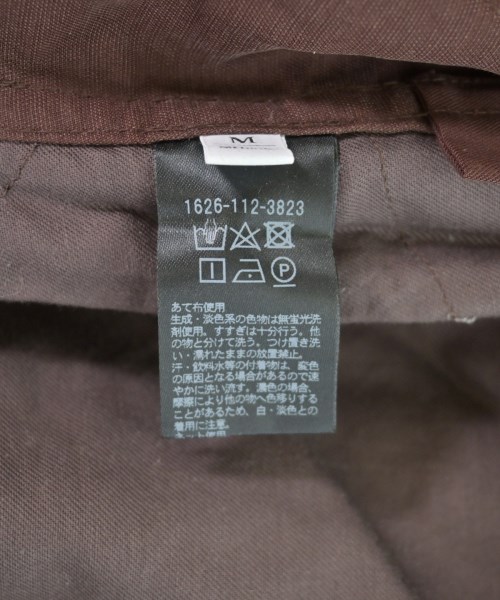 M
1626-112-3823
P
あて布使用
生成・淡色系の色物は無蛍光洗
剤使用。すすぎは十分行う。他
の物と分けて洗う。つけ置き洗
い・濡れたままの放置禁止。
汗・飲料水等の付着物は、変色
の原因となる場合があるので速
やかに洗い流す。濃色の場合、
摩擦により他の物へ色移りする
ことがあるため、白・淡色との
着用に注意。
ネット使用